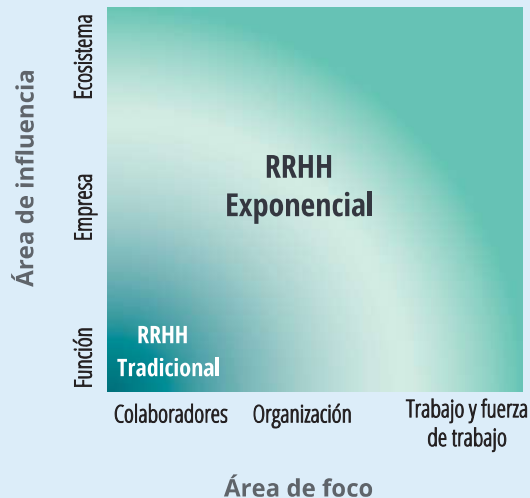 Área de influencia
Ecosistema
Empresa
Función
RRHH
Exponencial
RRHH
Tradicional
Colaboradores
Organización
Trabajo y fuerza
de trabajo
Área de foco